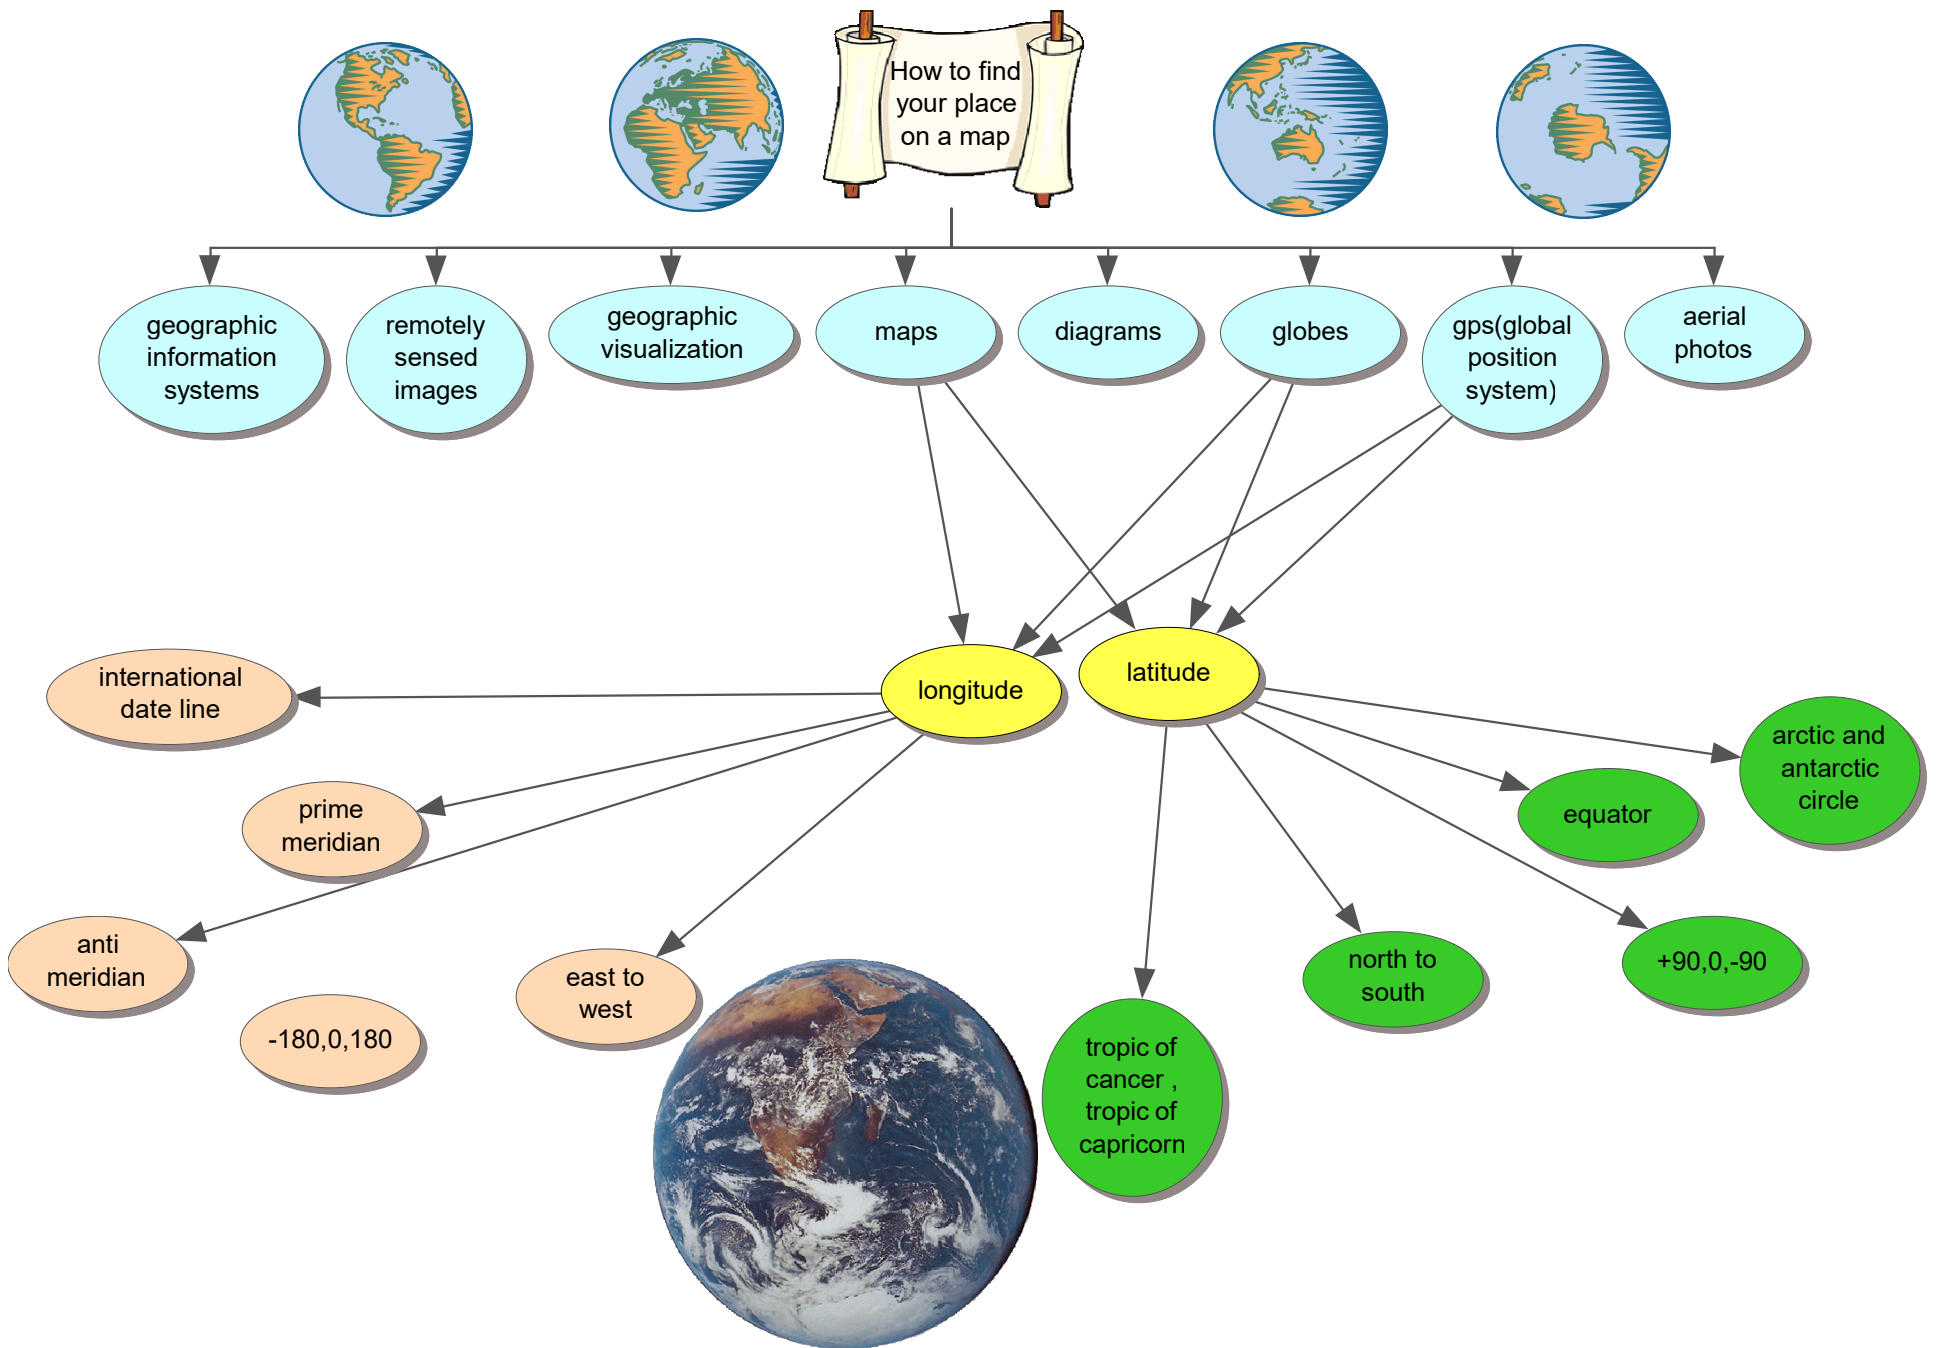 How to find
your place
on a map
geographic
information
systems
remotely
sensed
images
geographic
visualization
maps
diagrams
globes
gps(global
position
system)
aerial
photos
longitude
latitude
international
date line
prime
meridian
anti
meridian
-180,0,180
east to
west
tropic of
cancer ,
tropic of
capricorn
north to
south
+90,0,-90
equator
arctic and
antarctic
circle